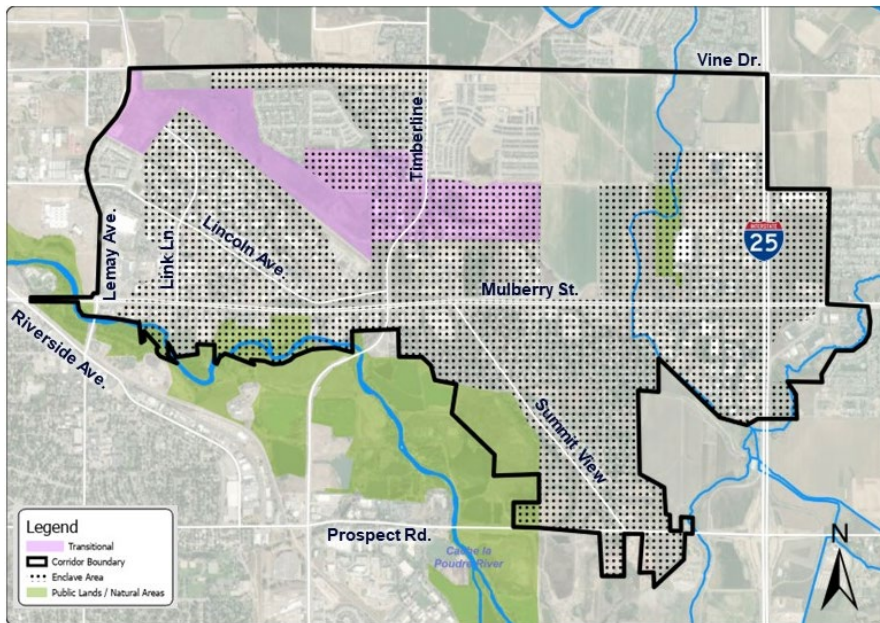 Vine Dr.
Timberline
Lemay Ave.
Link Ln.
Lincoln Ave.
INTERSTATE
25
Mulberry St.
Riverside Ave.
Summit View
Prospect Rd.
Cache la
Poudre River
Legend
Transitional
Corridor Boundary
Enclave Area
Public Lands / Natural Areas
N